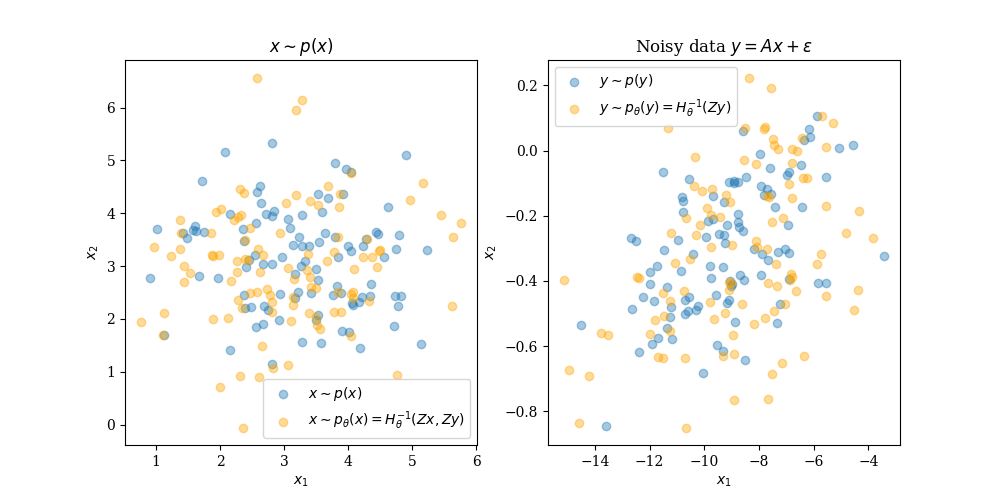 x ∼ p(x)
6
5
4
3
2
1
0
x₂
1 2 3 4 5 6
x₁
x ∼ p(x)
x ∼ p_θ(x) = H_θ^{-1}(Zx, Zy)
Noisy data y = Ax + ε
y ∼ p(y)
y ∼ p_θ(y) = H_θ^{-1}(Zy)
0.2
0.0
−0.2
−0.4
−0.6
−0.8
x₂
−14 −12 −10 −8 −6 −4
x₁